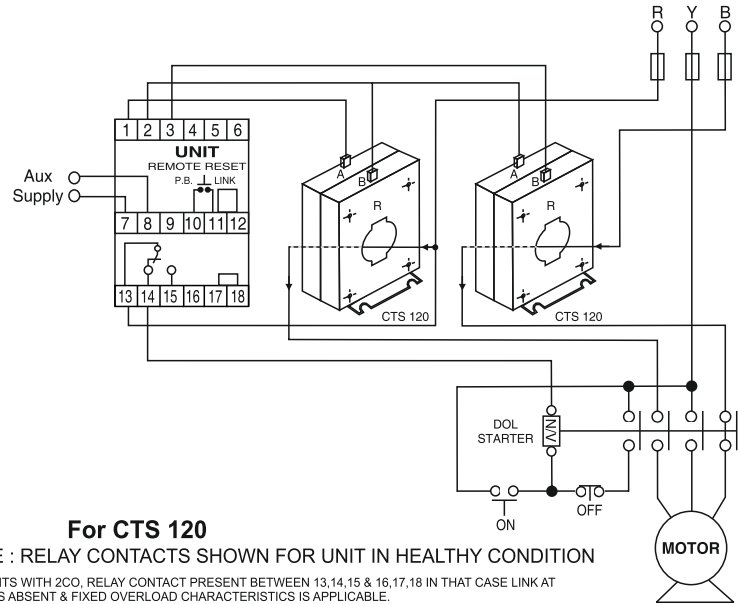 R Y B
1 2 3 4 5 6
UNIT
REMOTE RESET
P.B. LINK
Aux
Supply
7 8 9 10 11 12
13 14 15 16 17 18
A
B
R
CTS 120
A
B
R
CTS 120
DOL
STARTER
N/V
ON
OFF
MOTOR
For CTS 120
: RELAY CONTACTS SHOWN FOR UNIT IN HEALTHY CONDITION
WITH 2CO, RELAY CONTACT PRESENT BETWEEN 13,14,15 & 16,17,18 IN THAT CASE LINK AT
ABSENT & FIXED OVERLOAD CHARACTERISTICS IS APPLICABLE.